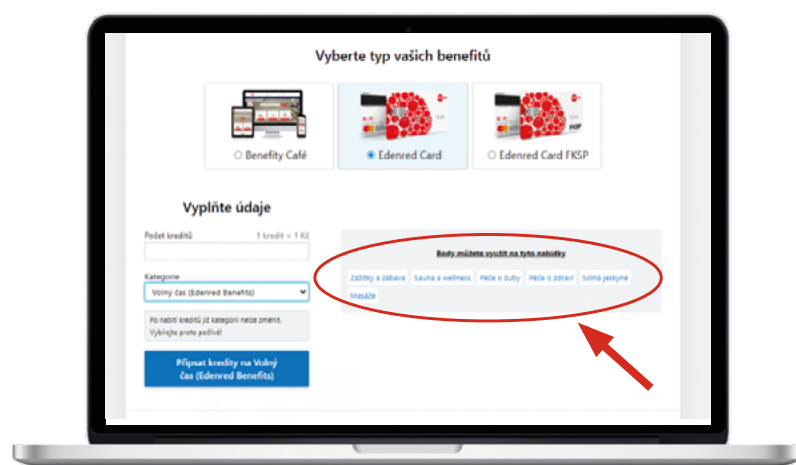 Vyberte typ vašich benefitů
Benefity Café
Edenred Card
Edenred Card FKSP
Vyplňte údaje
Počet kreditů
1 kredit = 1 Kč
Kategorie
Volný čas (Edenred Benefits)
Po nabití kreditů již kategorii nelze změnit.
Vybírejte proto pečlivě!
Připsat kredity na Volný
čas (Edenred Benefits)
Body můžete využít na tyto nabídky
Zážitky a zábava Sauna a wellness Péče o zuby Péče o zdraví Solná jeskyně
Masáže